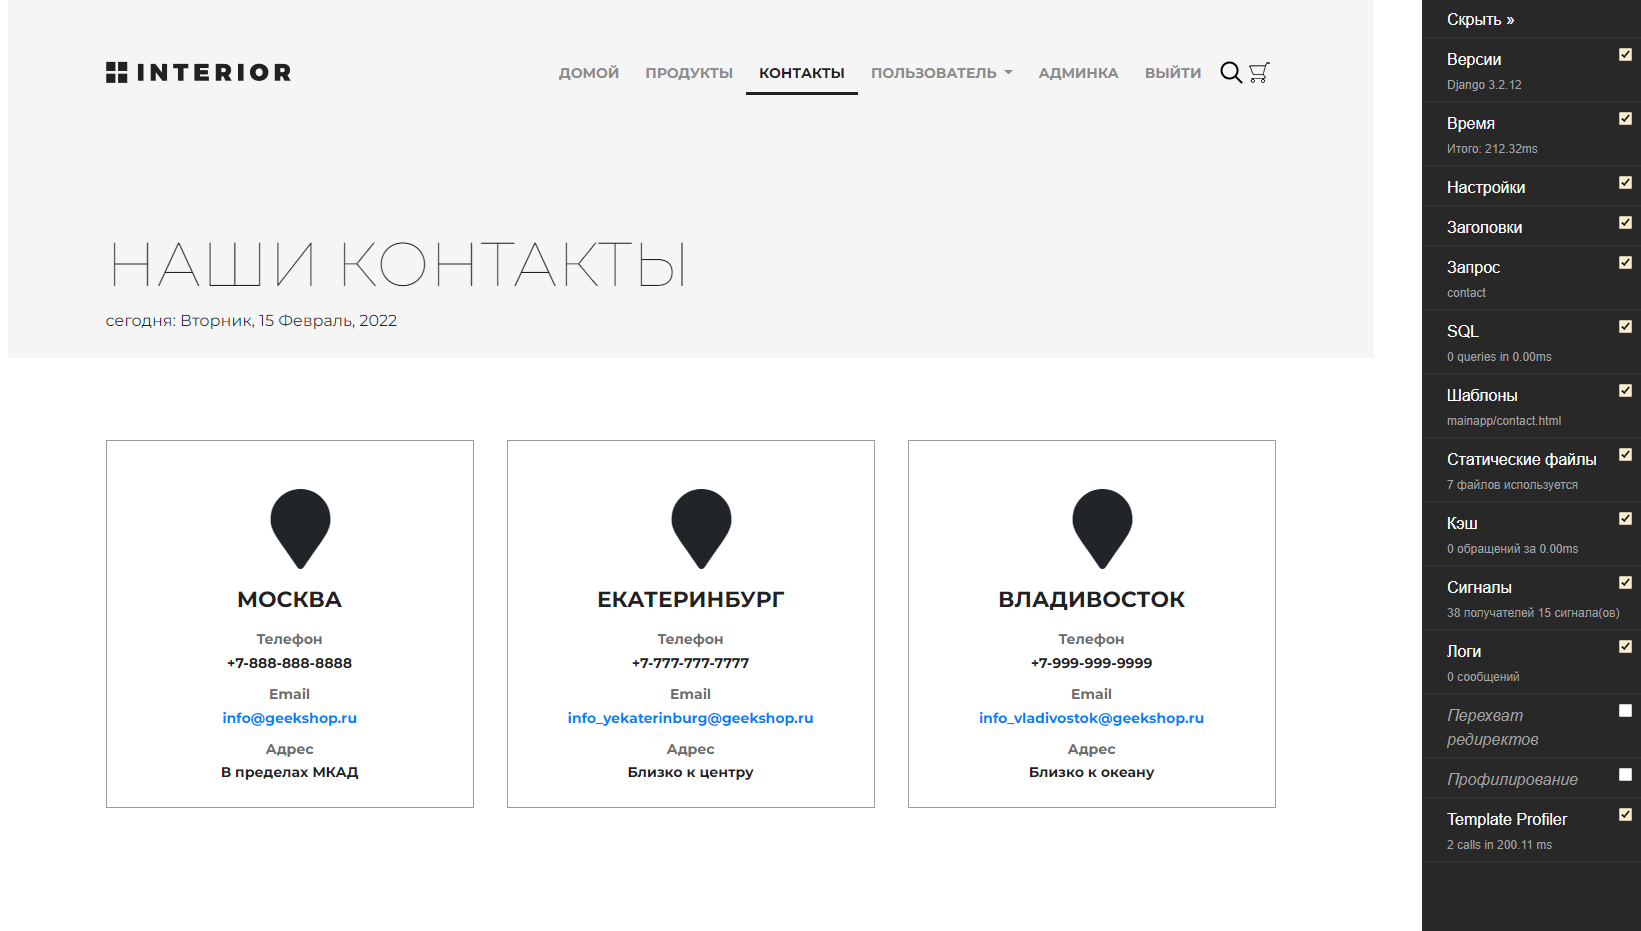 INTERIOR
ДОМОЙ ПРОДУКТЫ КОНТАКТЫ ПОЛЬЗОВАТЕЛЬ АДМИНКА ВЫЙТИ
НАШИ КОНТАКТЫ
сегодня: Вторник, 15 Февраль, 2022
МОСКВА
Телефон
+7-888-888-8888
Email
info@geekshop.ru
Адрес
В пределах МКАД
ЕКАТЕРИНБУРГ
Телефон
+7-777-777-7777
Email
info_yekaterinburg@geekshop.ru
Адрес
Близко к центру
ВЛАДИВОСТОК
Телефон
+7-999-999-9999
Email
info_vladivostok@geekshop.ru
Адрес
Близко к океану
Скрыть »
Версии
Django 3.2.12
Время
Итого: 212.32ms
Настройки
Заголовки
Запрос
contact
SQL
0 queries in 0.00ms
Шаблоны
mainapp/contact.html
Статические файлы
7 файлов используется
Кэш
0 обращений за 0.00ms
Сигналы
38 получателей 15 сигнала(ов)
Логи
0 сообщений
Перехват
редиректов
Профилирование
Template Profiler
2 calls in 200.11 ms